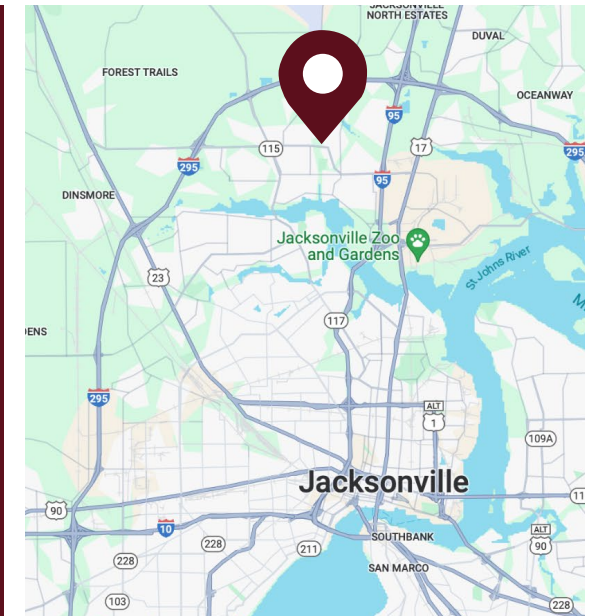 JACKSONVILLE
NORTH ESTATES
DUVAL
FOREST TRAILS
OCEANWAY
95
115
17
295
295
95
DINSMORE
Jacksonville Zoo
and Gardens
St Johns River
23
M
117
ENS
295
ALT
1
109A
Jacksonville
11
90
10
ALT
90
228
211
SOUTHBANK
228
SAN MARCO
103
228